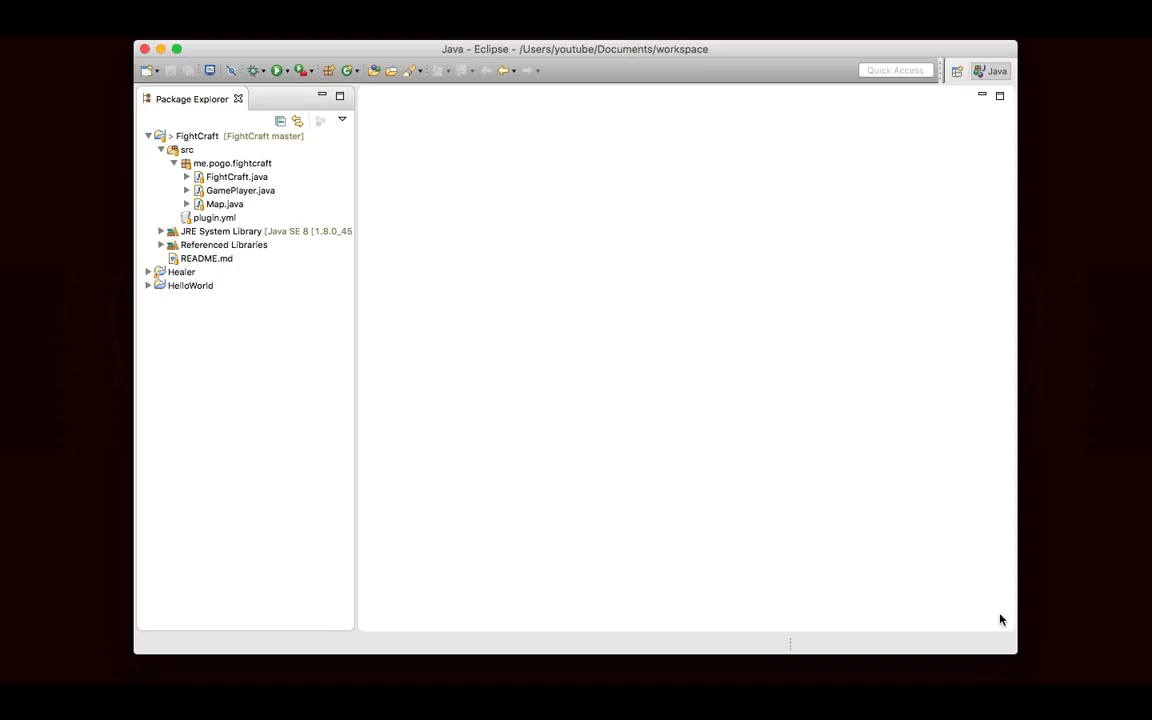 Java - Eclipse - /Users/youtube/Documents/workspace
Quick Access
Java
Package Explorer
> FightCraft [FightCraft master]
src
me.pogo.fightcraft
FightCraft.java
GamePlayer.java
Map.java
plugin.yml
JRE System Library [Java SE 8 [1.8.0_45
Referenced Libraries
README.md
Healer
HelloWorld